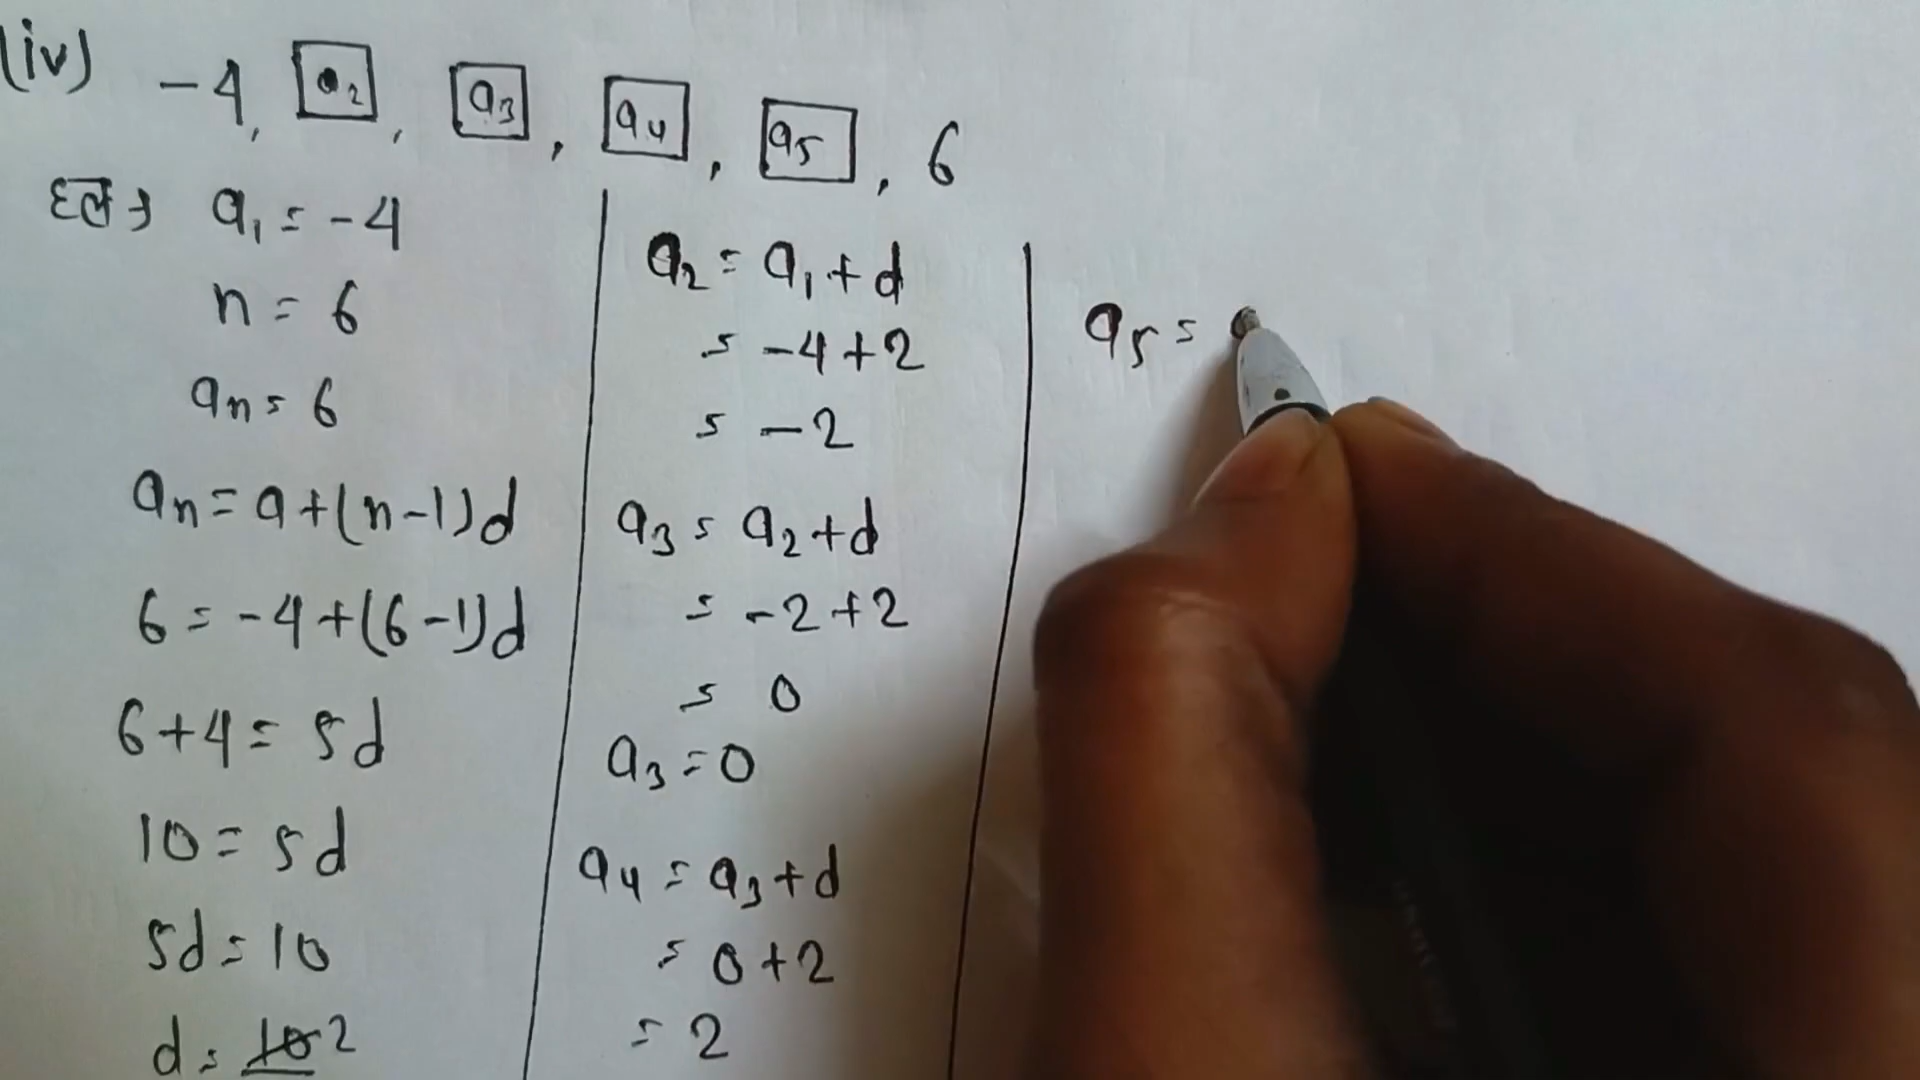 (iv) -4, a2, a3, a4, a5, 6
हल→ a1 = -4
n = 6
an = 6
an = a+(n-1)d
6 = -4+(6-1)d
6+4 = 5d
10 = 5d
5d = 10
d = 10 2
a2 = a1+d
= -4+2
= -2
a3 = a2+d
= -2+2
= 0
a3 = 0
a4 = a3+d
= 0+2
= 2
a5 =